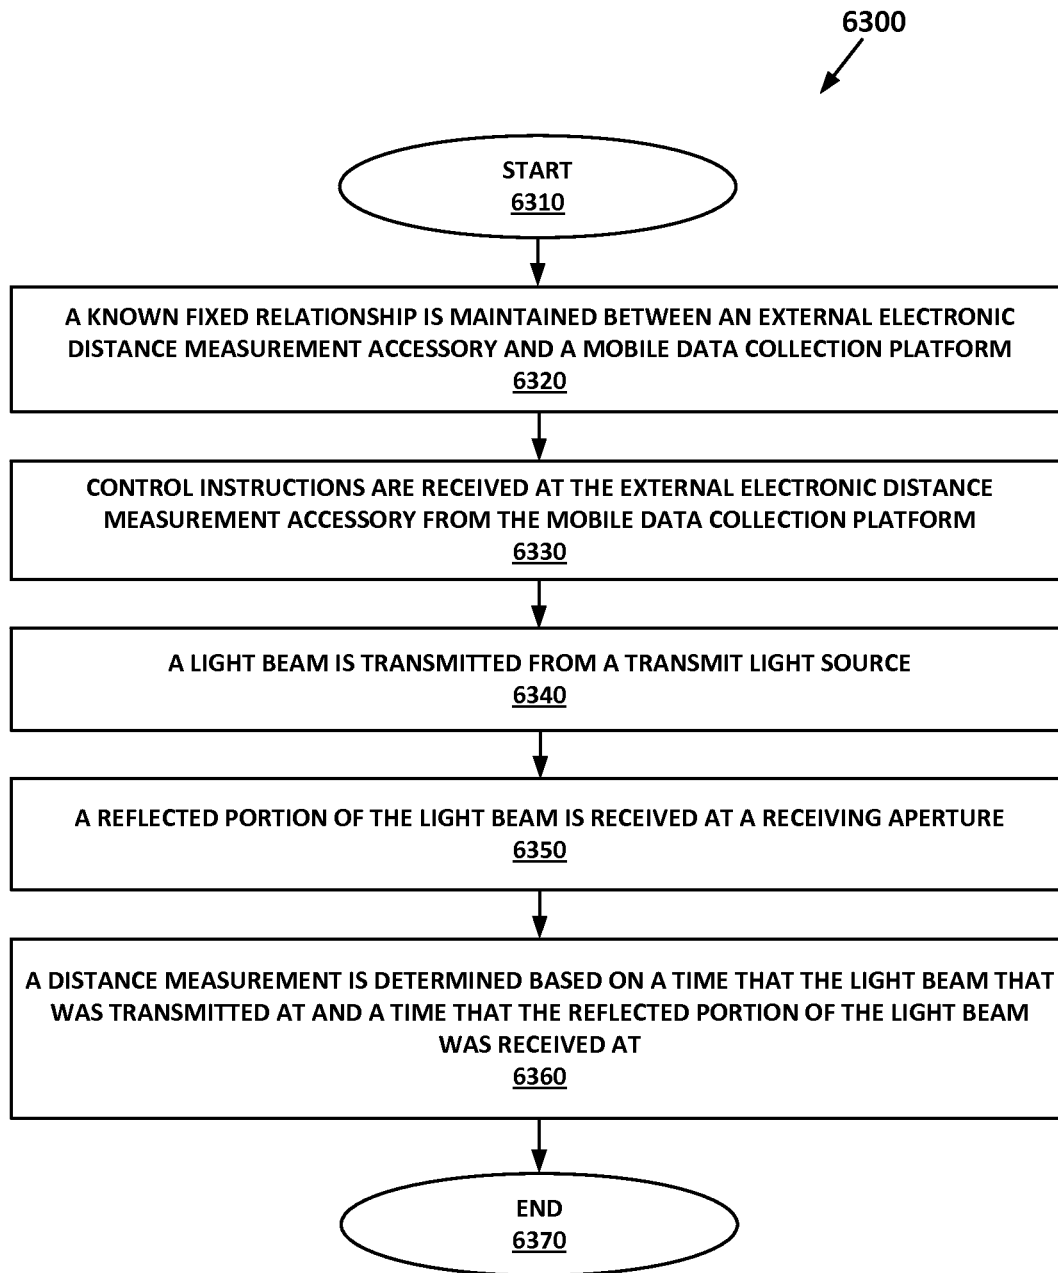 6300
START
6310
A KNOWN FIXED RELATIONSHIP IS MAINTAINED BETWEEN AN EXTERNAL ELECTRONIC
DISTANCE MEASUREMENT ACCESSORY AND A MOBILE DATA COLLECTION PLATFORM
6320
CONTROL INSTRUCTIONS ARE RECEIVED AT THE EXTERNAL ELECTRONIC DISTANCE
MEASUREMENT ACCESSORY FROM THE MOBILE DATA COLLECTION PLATFORM
6330
A LIGHT BEAM IS TRANSMITTED FROM A TRANSMIT LIGHT SOURCE
6340
A REFLECTED PORTION OF THE LIGHT BEAM IS RECEIVED AT A RECEIVING APERTURE
6350
A DISTANCE MEASUREMENT IS DETERMINED BASED ON A TIME THAT THE LIGHT BEAM THAT
WAS TRANSMITTED AT AND A TIME THAT THE REFLECTED PORTION OF THE LIGHT BEAM
WAS RECEIVED AT
6360
END
6370